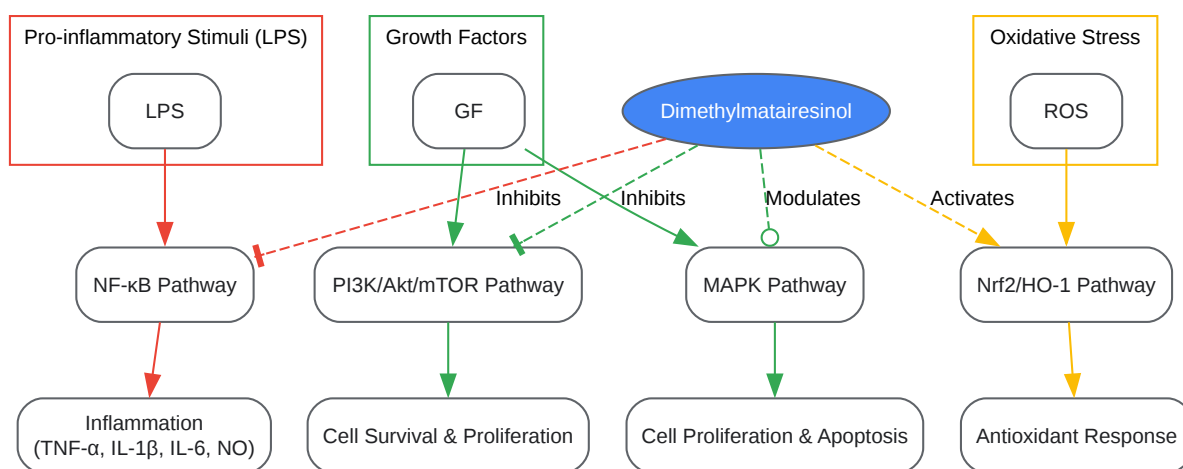 Pro-inflammatory Stimuli (LPS)
Growth Factors
Oxidative Stress
LPS
GF
Dimethylmatairesinol
ROS
Inhibits
Inhibits
Modulates
Activates
NF-κB Pathway
PI3K/Akt/mTOR Pathway
MAPK Pathway
Nrf2/HO-1 Pathway
Inflammation
(TNF-α, IL-1β, IL-6, NO)
Cell Survival & Proliferation
Cell Proliferation & Apoptosis
Antioxidant Response